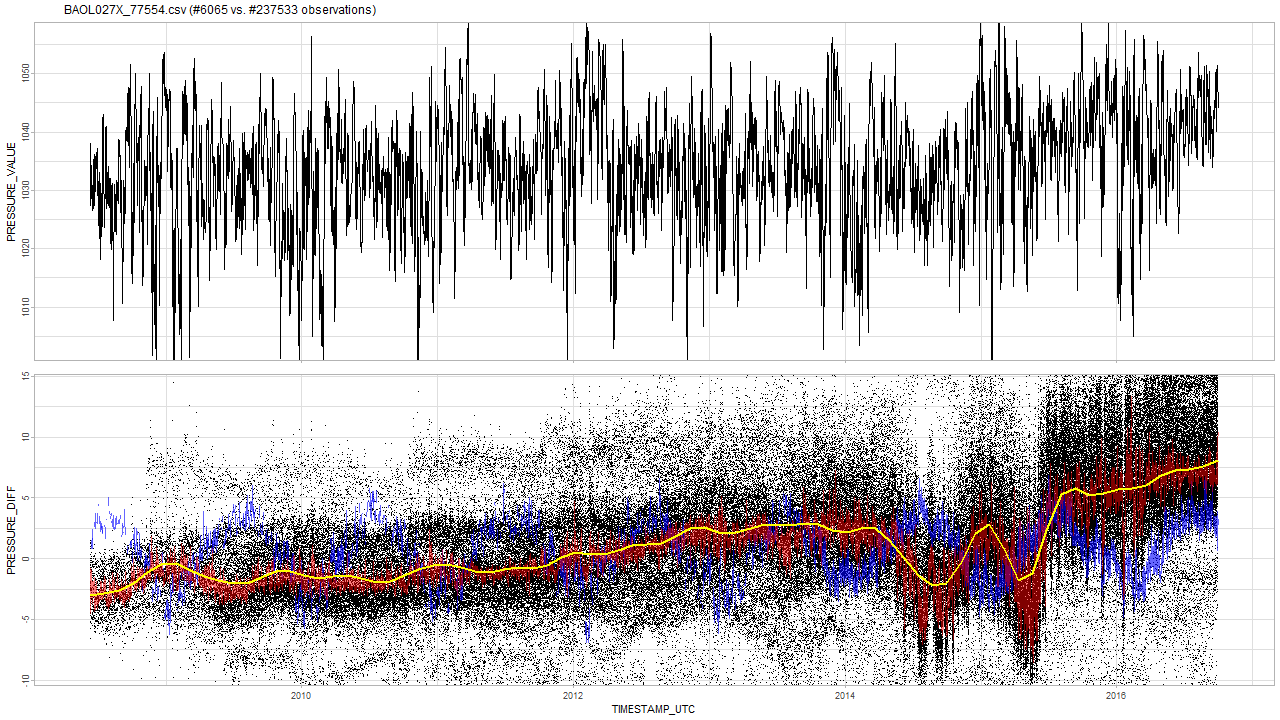 BAOL027X_77554.csv (#6065 vs. #237533 observations)
PRESSURE_VALUE
1050
1040
1030
1020
1010
PRESSURE_DIFF
15
10
5
0
-5
-10
2010 2012 2014 2016
TIMESTAMP_UTC